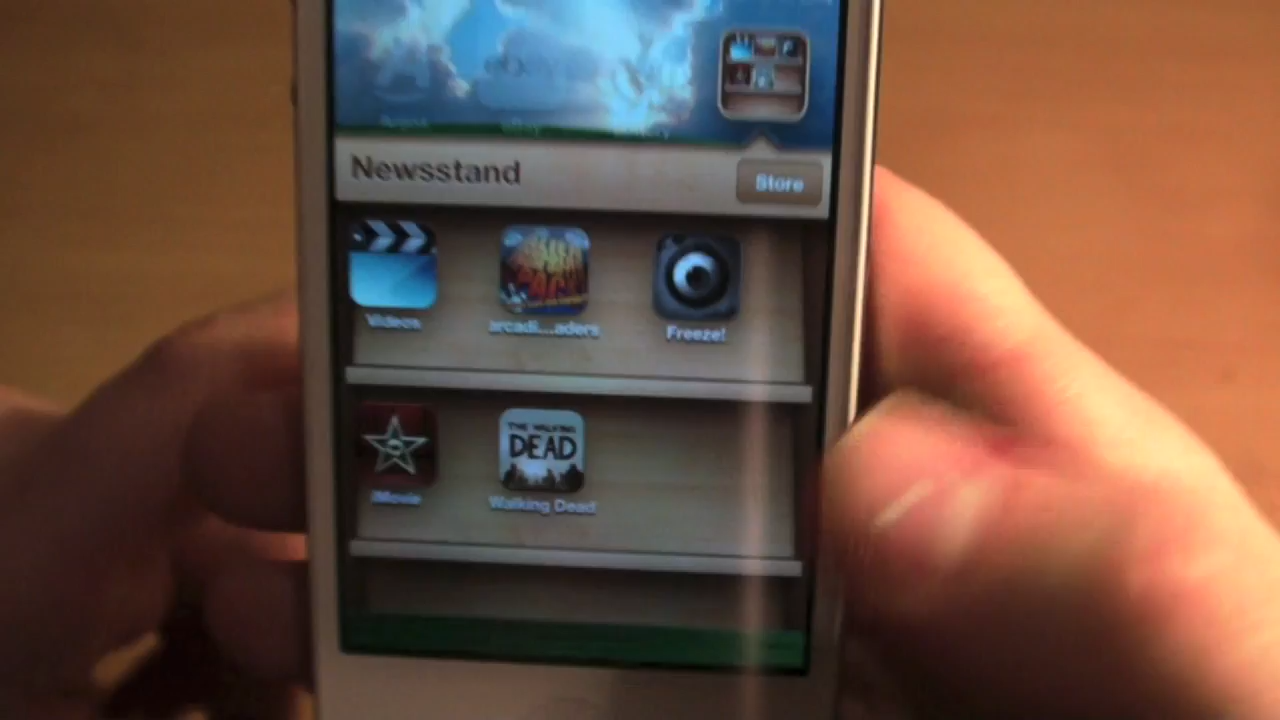 Newsstand
Store
Videos
arcadi...aders
Freeze!
THE WALKING
DEAD
iMovie
Walking Dead